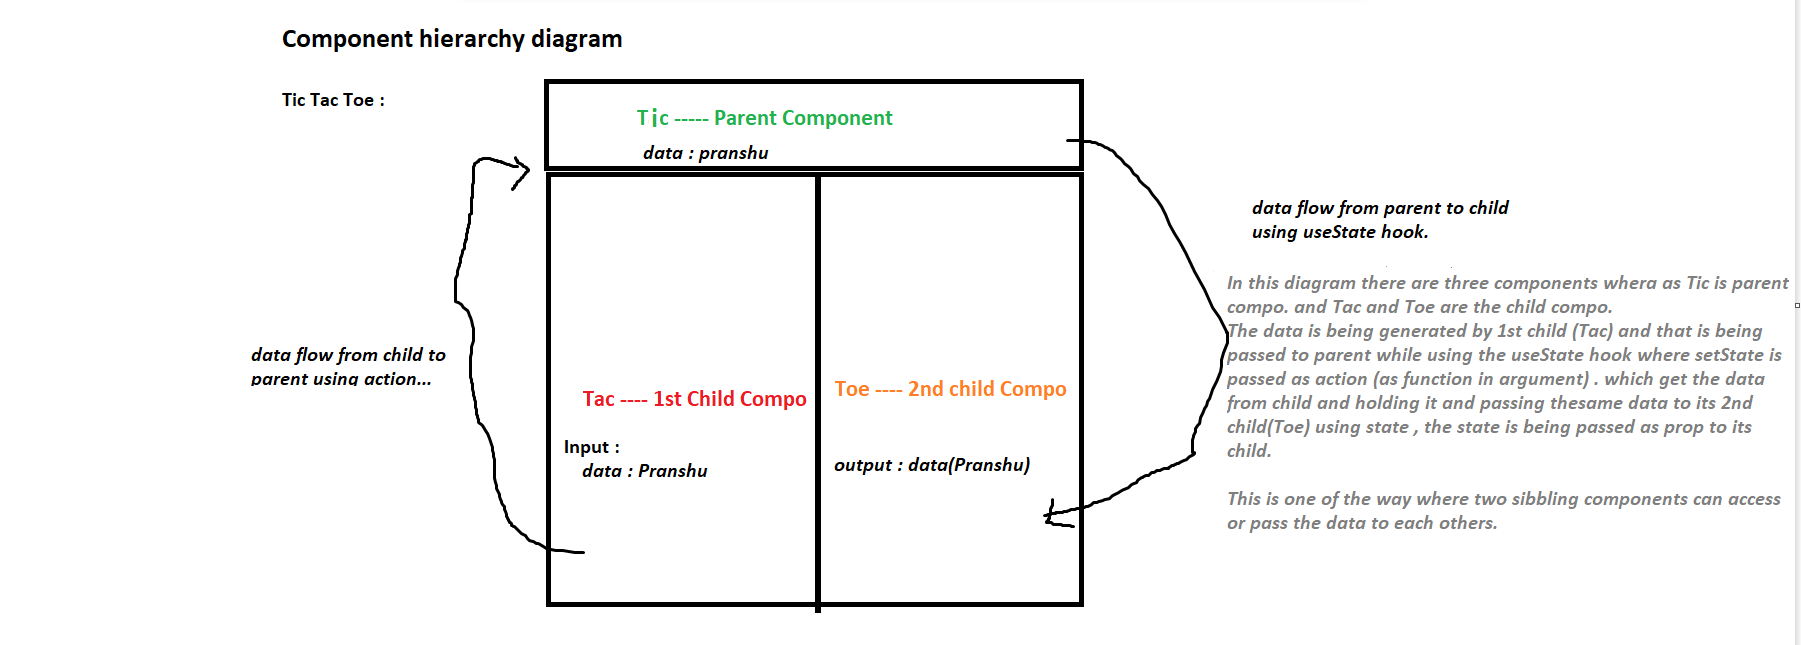 Component hierarchy diagram
Tic Tac Toe :
Tic ----- Parent Component
data : pranshu
data flow from parent to child
using useState hook.
In this diagram there are three components whera as Tic is parent
compo. and Tac and Toe are the child compo.
The data is being generated by 1st child (Tac) and that is being
passed to parent while using the useState hook where setState is
passed as action (as function in argument) . which get the data
from child and holding it and passing thesame data to its 2nd
child(Toe) using state , the state is being passed as prop to its
child.
This is one of the way where two sibbling components can access
or pass the data to each others.
data flow from child to
parent using action...
Tac ---- 1st Child Compo
Input :
data : Pranshu
Toe ---- 2nd child Compo
output : data(Pranshu)